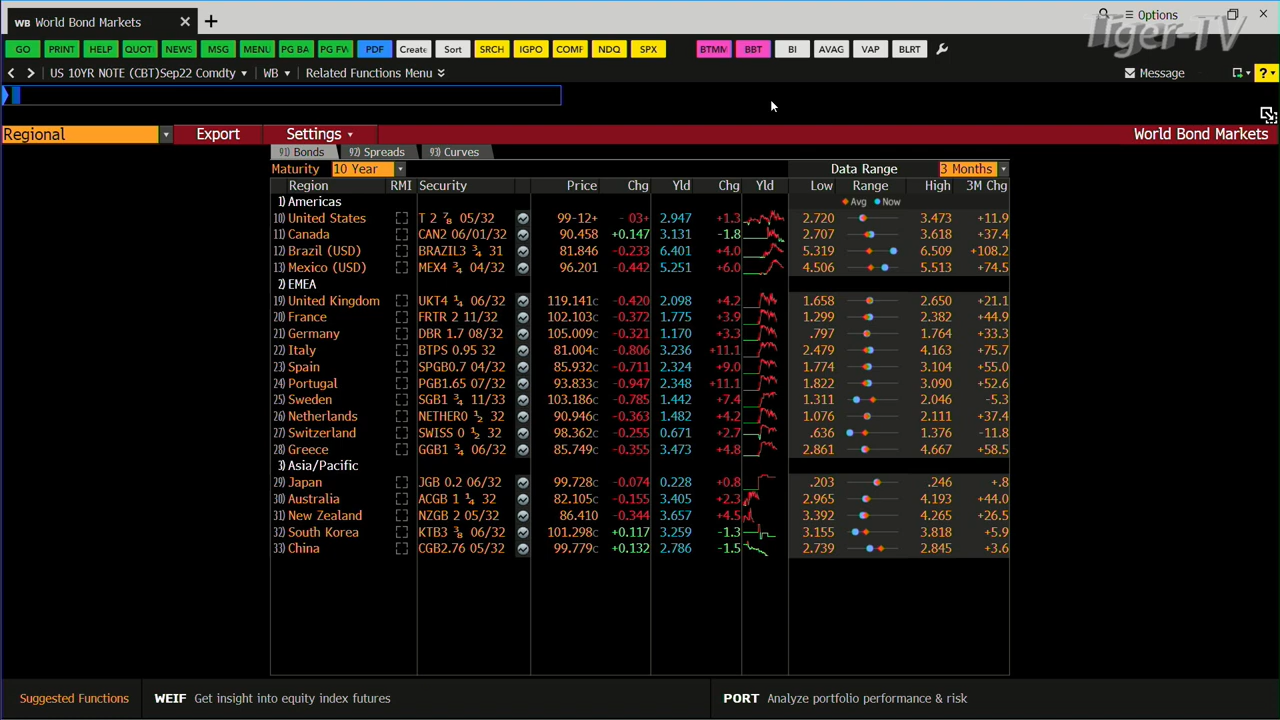 WB World Bond Markets
Options
Tiger-TV
GO PRINT HELP QUOT NEWS MSG MENU PG BA PG FW PDF Create Sort SRCH IGPO COMF NDQ SPX BTMM BBT BI AVAG VAP BLRT
US 10YR NOTE (CBT)Sep22 Comdty WB Related Functions Menu Message ?
Regional Export Settings World Bond Markets
91) Bonds 92) Spreads 93) Curves
Maturity 10 Year Data Range 3 Months
Region RMI Security Price Chg Yld Chg Yld Low Range High 3M Chg
1) Americas Avg Now
10) United States T 2 ⅞ 05/32 99-12+ - 03+ 2.947 +1.3 2.720 3.473 +11.9
11) Canada CAN2 06/01/32 90.458 +0.147 3.131 -1.8 2.707 3.618 +37.4
12) Brazil (USD) BRAZIL3 ¾ 31 81.846 -0.233 6.401 +4.0 5.319 6.509 +108.2
13) Mexico (USD) MEX4 ¾ 04/32 96.201 -0.442 5.251 +6.0 4.506 5.513 +74.5
2) EMEA
19) United Kingdom UKT4 ¼ 06/32 119.141c -0.420 2.098 +4.2 1.658 2.650 +21.1
20) France FRTR 2 11/32 102.103c -0.372 1.775 +3.9 1.299 2.382 +44.9
21) Germany DBR 1.7 08/32 105.009c -0.321 1.170 +3.3 .797 1.764 +33.3
22) Italy BTPS 0.95 32 81.004c -0.806 3.236 +11.1 2.479 4.163 +75.7
23) Spain SPGB0.7 04/32 85.932c -0.711 2.324 +9.0 1.774 3.104 +55.0
24) Portugal PGB1.65 07/32 93.833c -0.947 2.348 +11.1 1.822 3.090 +52.6
25) Sweden SGB1 ¾ 11/33 103.186c -0.785 1.442 +7.4 1.311 2.046 -5.3
26) Netherlands NETHER0 ½ 32 90.946c -0.363 1.482 +4.2 1.076 2.111 +37.4
27) Switzerland SWISS 0 ½ 32 98.362c -0.255 0.671 +2.7 .636 1.376 -11.8
28) Greece GGB1 ¾ 06/32 85.749c -0.355 3.473 +4.8 2.861 4.667 +58.5
3) Asia/Pacific
29) Japan JGB 0.2 06/32 99.728c -0.074 0.228 +0.8 .203 .246 +.8
30) Australia ACGB 1 ¼ 32 82.105c -0.155 3.405 +2.3 2.965 4.193 +44.0
31) New Zealand NZGB 2 05/32 86.410 -0.344 3.657 +4.5 3.392 4.265 +26.5
32) South Korea KTB3 ⅜ 06/32 101.298c +0.117 3.259 -1.3 3.155 3.818 +5.9
33) China CGB2.76 05/32 99.779c +0.132 2.786 -1.5 2.739 2.845 +3.6
Suggested Functions WEIF Get insight into equity index futures PORT Analyze portfolio performance & risk